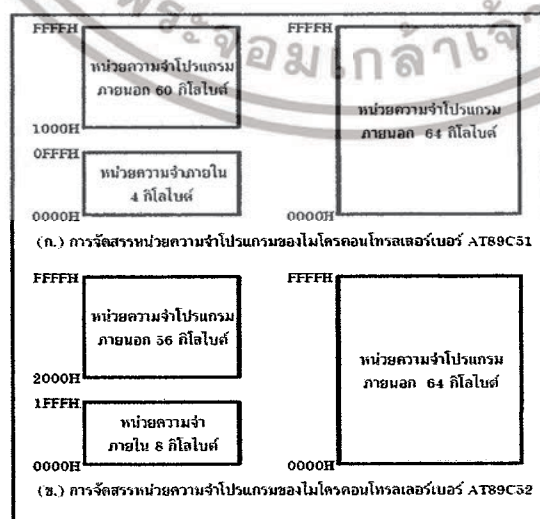 พระจอมเกล้าเจ้า
FFFFH
หน่วยความจำโปรแกรม
ภายนอก 60 กิโลไบต์
1000H
0FFFH
หน่วยความจำภายใน
4 กิโลไบต์
0000H
FFFFH
หน่วยความจำโปรแกรม
ภายนอก 64 กิโลไบต์
0000H
(ก.) การจัดสรรหน่วยความจำโปรแกรมของไมโครคอนโทรลเลอร์เบอร์ AT89C51
FFFFH
หน่วยความจำโปรแกรม
ภายนอก 56 กิโลไบต์
2000H
1FFFH
หน่วยความจำ
ภายใน 8 กิโลไบต์
0000H
FFFFH
หน่วยความจำโปรแกรม
ภายนอก 64 กิโลไบต์
0000H
(ข.) การจัดสรรหน่วยความจำโปรแกรมของไมโครคอนโทรลเลอร์เบอร์ AT89C52